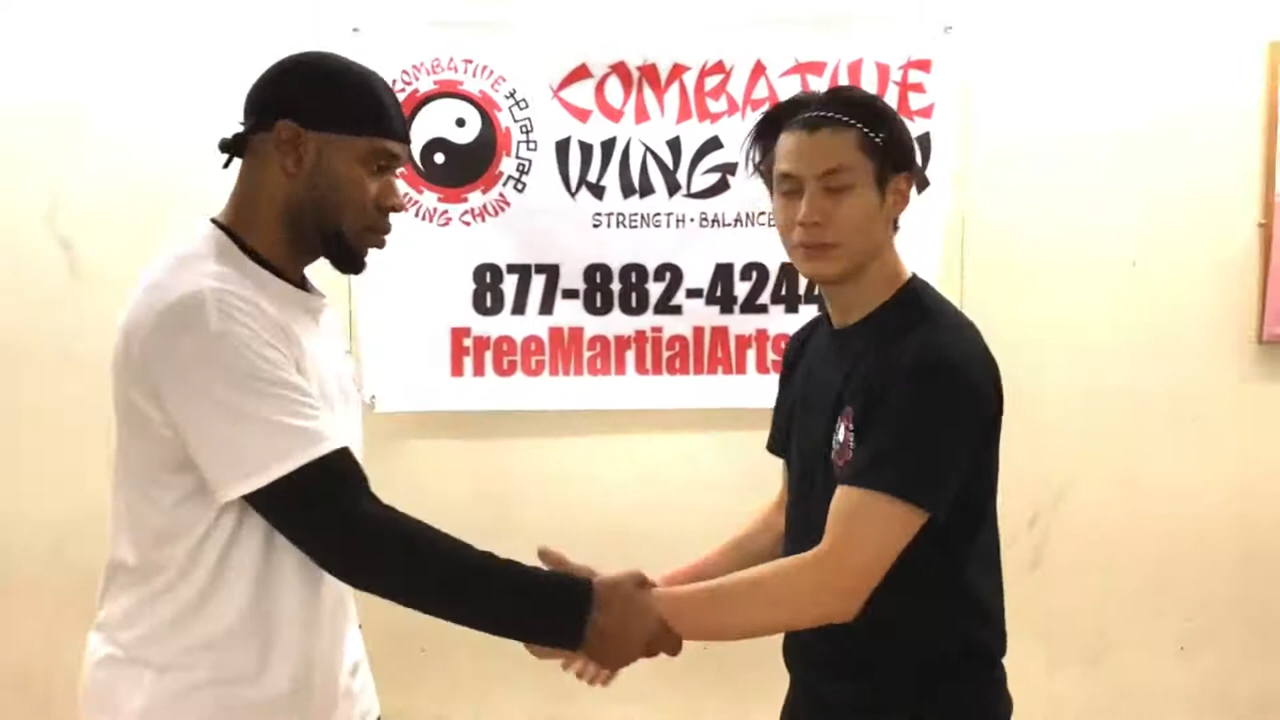 COMBATIVE
WING CHUN
COMBATIVE
WING
STRENGTH · BALANCE
877-882-4244
FreeMartialArts